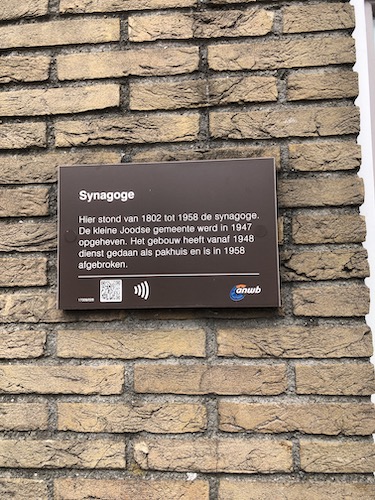 Synagoge
Hier stond van 1802 tot 1958 de synagoge.
De kleine Joodse gemeente werd in 1947
opgeheven. Het gebouw heeft vanaf 1948
dienst gedaan als pakhuis en is in 1958
afgebroken.
anwb